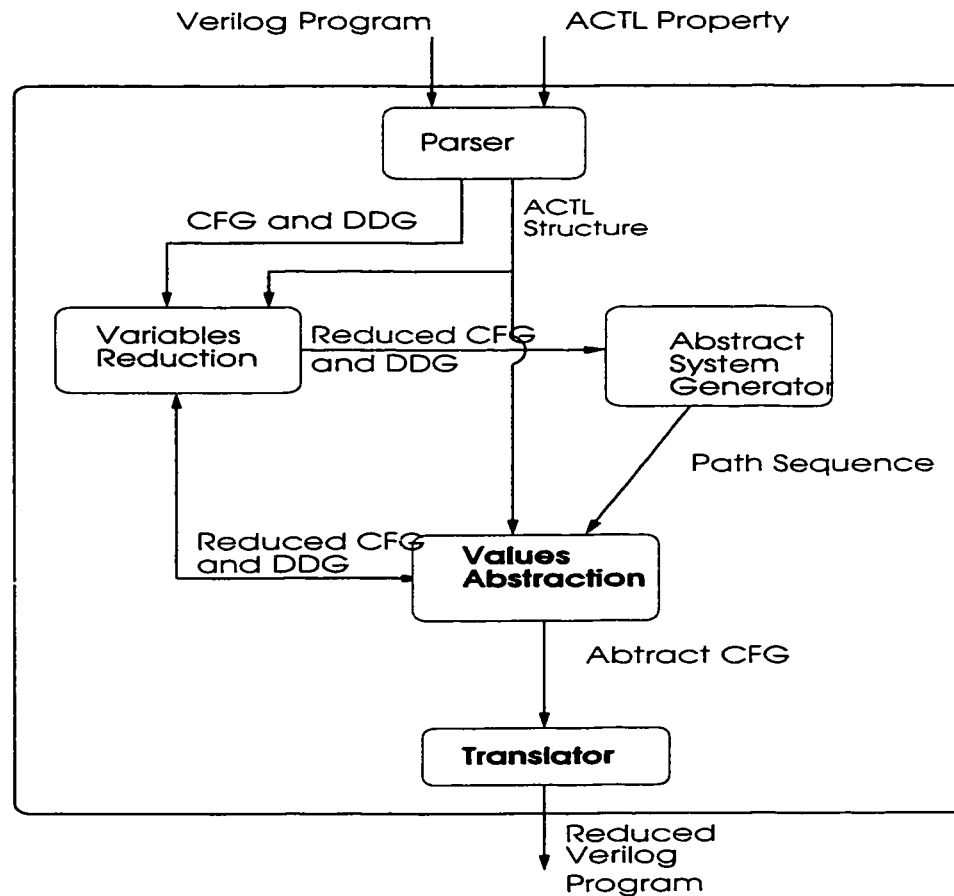 Verilog Program
ACTL Property
Parser
CFG and DDG
ACTL
Structure
Variables
Reduction
Reduced CFG
and DDG
Abstract
System
Generator
Path Sequence
Reduced CFG
and DDG
Values
Abstraction
Abtract CFG
Translator
Reduced
Verilog
Program